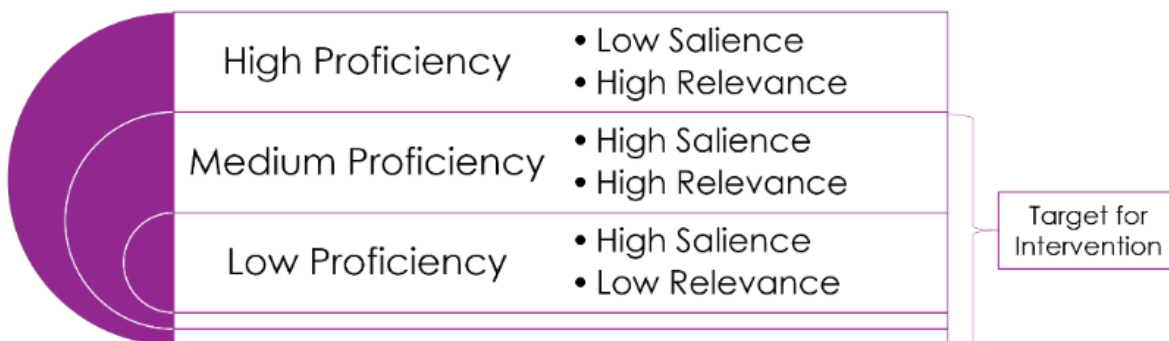 High Proficiency
• Low Salience
• High Relevance
Medium Proficiency
• High Salience
• High Relevance
Low Proficiency
• High Salience
• Low Relevance
Target for
Intervention